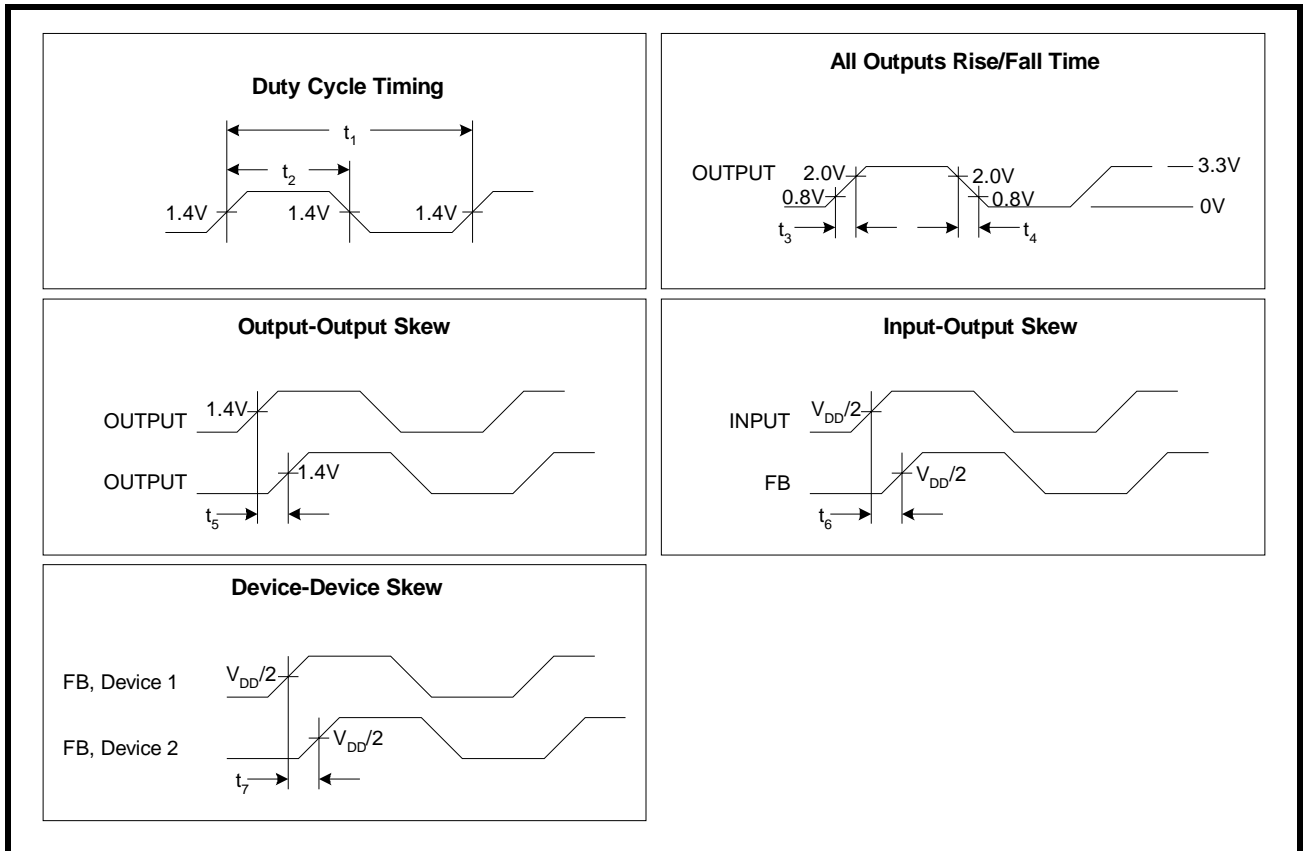 Duty Cycle Timing
t1
t2
1.4V 1.4V 1.4V
All Outputs Rise/Fall Time
OUTPUT 2.0V 2.0V 3.3V
0.8V 0.8V 0V
t3 t4
Output-Output Skew
OUTPUT 1.4V
OUTPUT 1.4V
t5
Input-Output Skew
INPUT VDD/2
FB VDD/2
t6
Device-Device Skew
FB, Device 1 VDD/2
FB, Device 2 VDD/2
t7